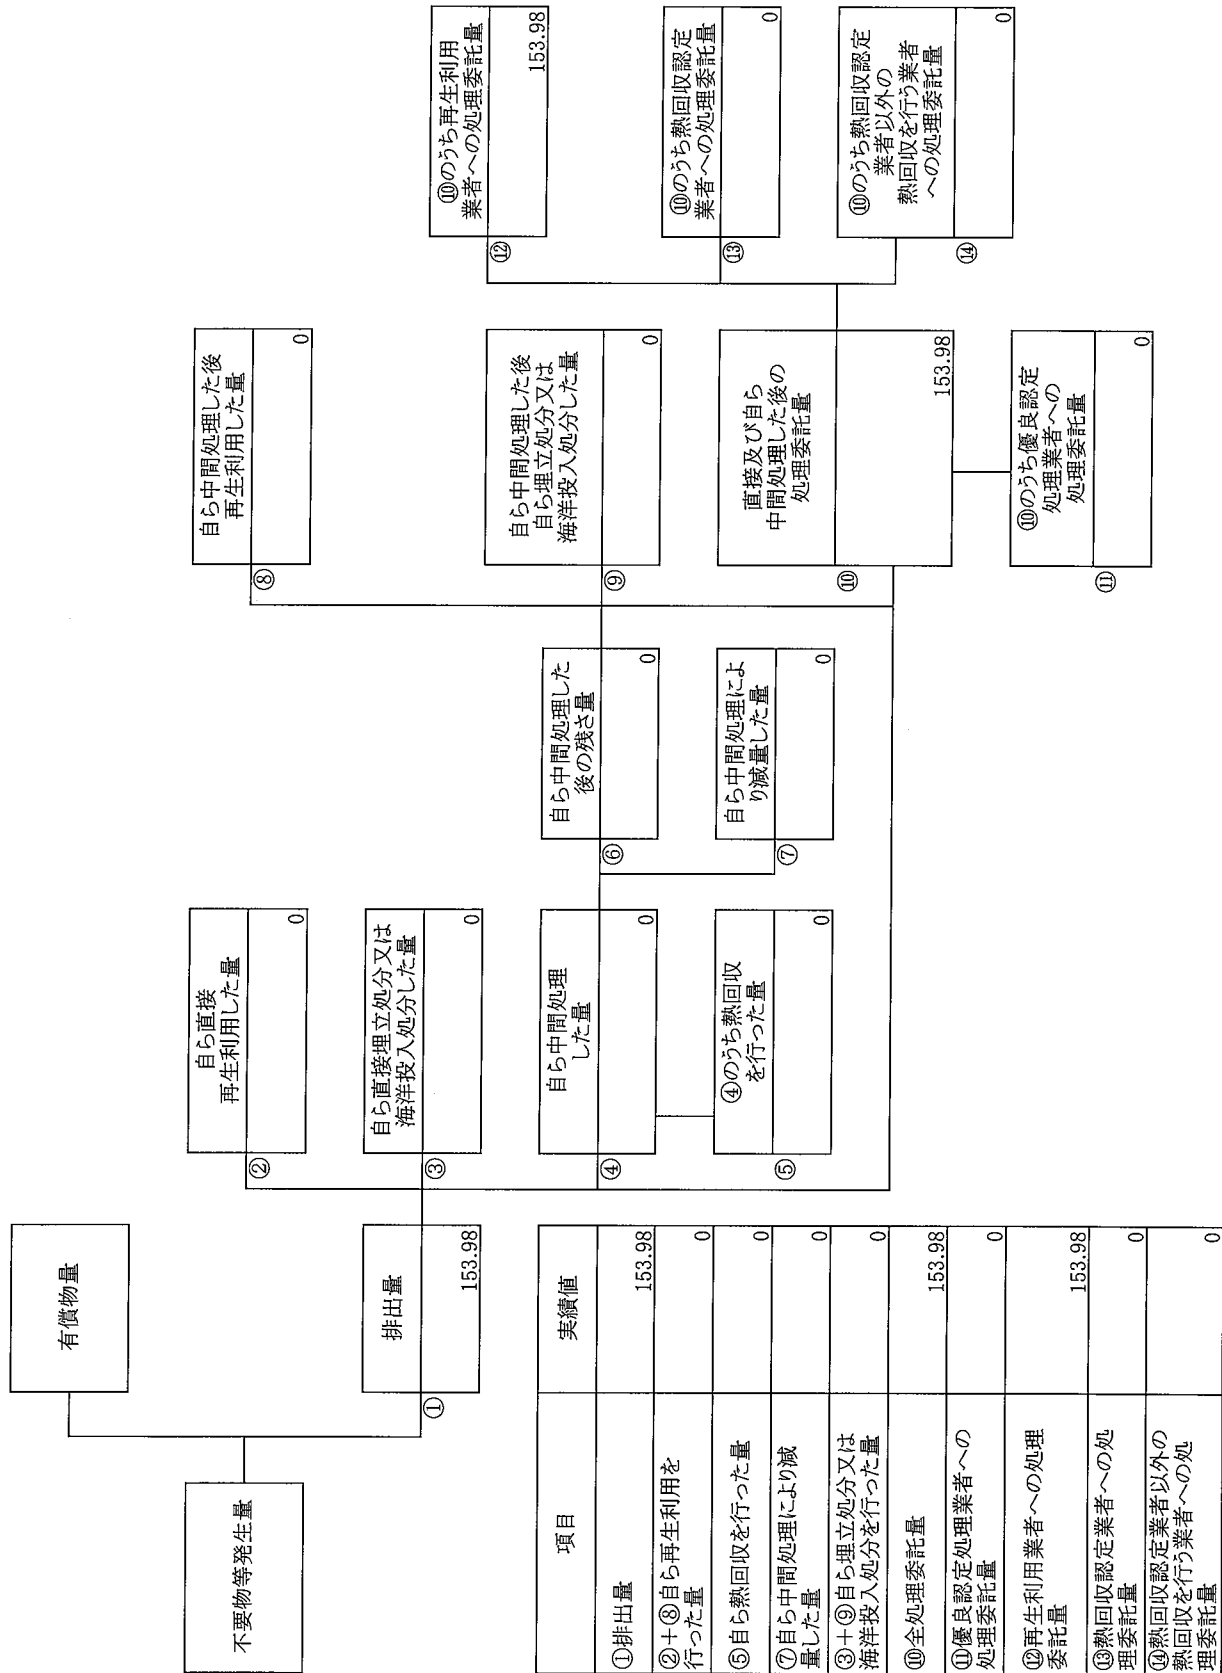 不要物等発生量
有償物量
排出量
①
153.98
自ら直接
再生利用した量
②
0
自ら直接埋立処分又は
海洋投入処分した量
③
0
自ら中間処理
した量
④
0
④のうち熱回収
を行った量
⑤
0
自ら中間処理した
後の残さ量
⑥
0
自ら中間処理によ
り減量した量
⑦
0
自ら中間処理した後
再生利用した量
⑧
0
自ら中間処理した後
自ら埋立処分又は
海洋投入処分した量
⑨
0
直接及び自ら
中間処理した後の
処理委託量
⑩
153.98
⑩のうち優良認定
処理業者への
処理委託量
⑪
0
⑩のうち再生利用
業者への処理委託量
⑫
153.98
⑩のうち熱回収認定
業者への処理委託量
⑬
0
⑩のうち熱回収認定
業者以外の
熱回収を行う業者
への処理委託量
⑭
0
項目 実績値
①排出量 153.98
②+⑧自ら再生利用を
行った量 0
⑤自ら熱回収を行った量 0
⑦自ら中間処理により減
量した量 0
③+⑨自ら埋立処分又は
海洋投入処分を行った量 0
⑩全処理委託量 153.98
⑪優良認定処理業者への
処理委託量 0
⑫再生利用業者への処理
委託量 153.98
⑬熱回収認定業者への処
理委託量 0
⑭熱回収認定業者以外の
熱回収を行う業者への処
理委託量 0